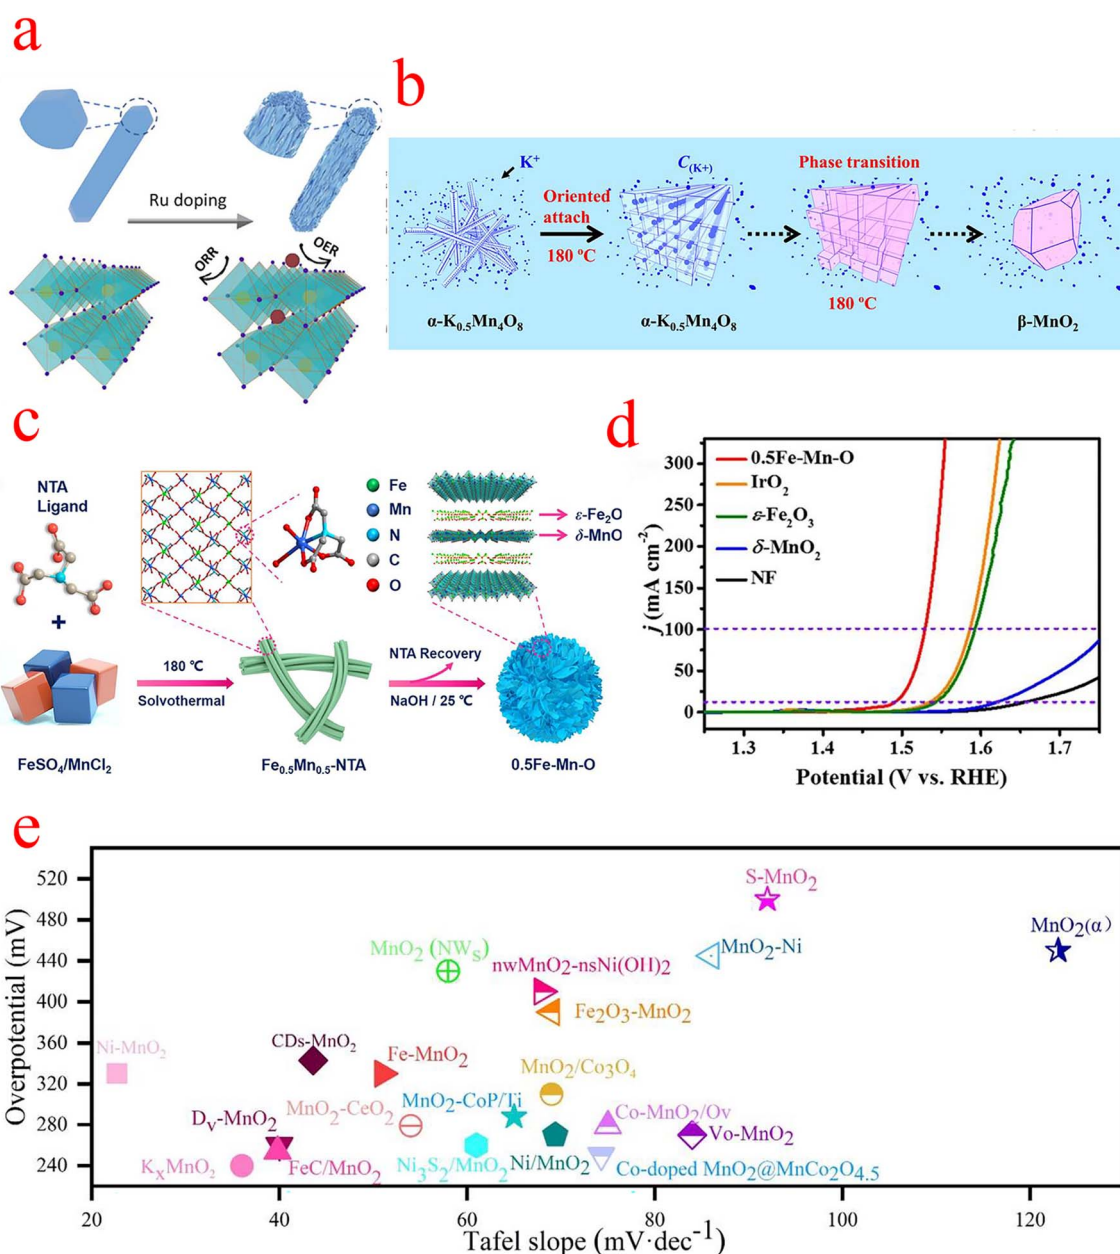 a
Ru doping
ORR
OER
b
K⁺
Oriented
attach
180 ºC
C(K+)
Phase transition
180 ºC
α-K₀.₅Mn₄O₈
α-K₀.₅Mn₄O₈
β-MnO₂
c
NTA
Ligand
+
FeSO₄/MnCl₂
180 ℃
Solvothermal
Fe₀.₅Mn₀.₅-NTA
Fe
Mn
N
C
O
ε-Fe₂O
δ-MnO
NTA Recovery
NaOH / 25 ℃
0.5Fe-Mn-O
d
j (mA cm⁻²)
300
250
200
150
100
50
0
0.5Fe-Mn-O
IrO₂
ε-Fe₂O₃
δ-MnO₂
NF
1.3 1.4 1.5 1.6 1.7
Potential (V vs. RHE)
e
Overpotential (mV)
520
480
440
400
360
320
280
240
S-MnO₂
MnO₂(α)
MnO₂ (NWs)
MnO₂-Ni
nwMnO2-nsNi(OH)2
Fe₂O₃-MnO₂
Ni-MnO₂
CDs-MnO₂
Fe-MnO₂
MnO₂/Co₃O₄
MnO₂-CoP/Ti
Dᵥ-MnO₂
MnO₂-CeO₂
Co-MnO₂/Ov
Vo-MnO₂
KₓMnO₂
FeC/MnO₂
Ni₃S₂/MnO₂
Ni/MnO₂
Co-doped MnO₂@MnCo₂O₄.₅
20 40 60 80 100 120
Tafel slope (mV·dec⁻¹)